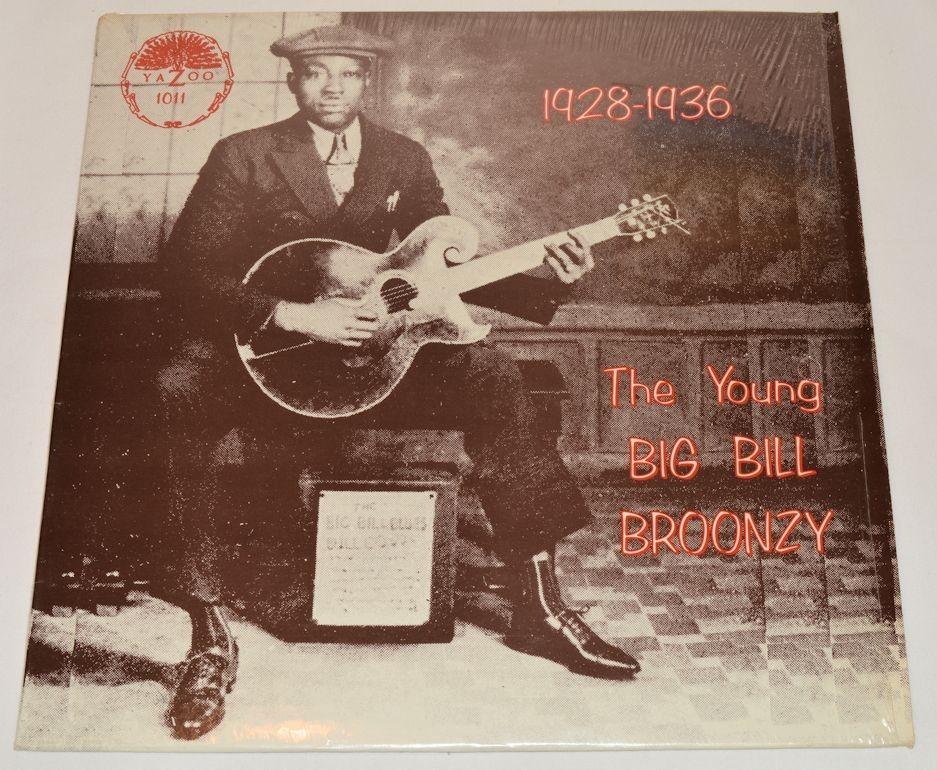 YAZOO
1011
1928-1936
The Young
BIG BILL
BROONZY
THE
BIG BILL BLUES